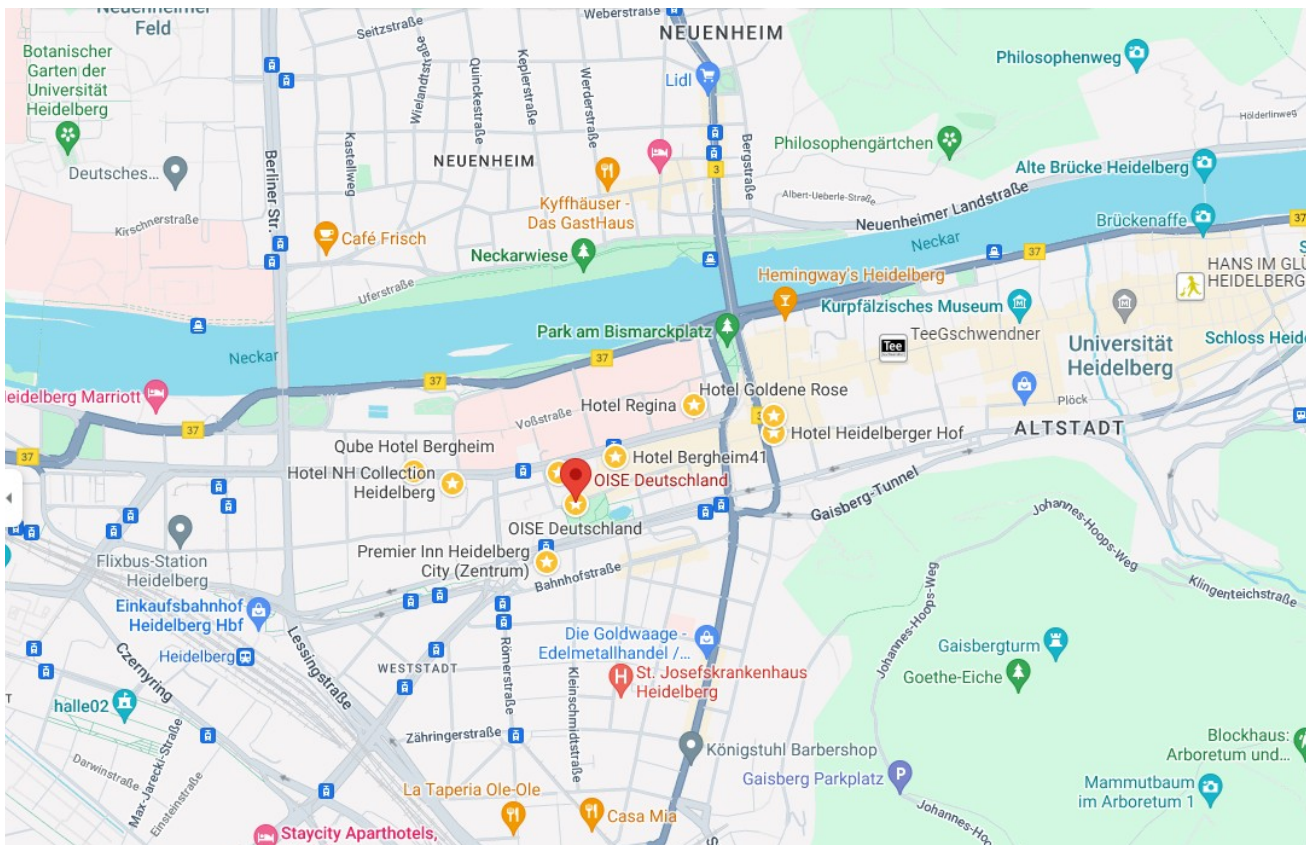 Neuenheimer
Feld
Weberstraße
Seitzstraße
NEUENHEIM
Botanischer
Garten der
Universität
Heidelberg
Wielandtstraße
Quinckestraße
Keplerstraße
Werderstraße
Lidl
Philosophenweg
Hölderlinweg
Kastellweg
Berliner Str.
NEUENHEIM
Bergstraße
Philosophengärtchen
Deutsches...
3
Alte Brücke Heidelberg
Albert-Ueberle-Straße
Kirschnerstraße
Kyffhäuser -
Das GastHaus
Neuenheimer Landstraße
Café Frisch
Brückenaffe
37
Neckar
Neckarwiese
37
HANS IM GLÜ
HEIDELBERG
Uferstraße
Hemingway's Heidelberg
Kurpfälzisches Museum
Park am Bismarckplatz
TeeGschwendner
Tee
Universität
Heidelberg
Schloss Heide
Neckar
37
37
eidelberg Marriott
Hotel Goldene Rose
Hotel Regina
Plöck
3
Voßstraße
37
Hotel Heidelberger Hof
ALTSTADT
Qube Hotel Bergheim
37
Hotel Bergheim41
Hotel NH Collection
Heidelberg
OISE Deutschland
Gaisberg-Tunnel
OISE Deutschland
Johannes-Hoops-Weg
Flixbus-Station
Heidelberg
Premier Inn Heidelberg
City (Zentrum)
Bahnhofstraße
Klingenteichstraße
Einkaufsbahnhof
Heidelberg Hbf
Johannes-Hoops-Weg
Die Goldwaage -
Edelmetallhandel /...
Lessingstraße
Gaisbergturm
Heidelberg
WESTSTADT
Römerstraße
Kleinschmidtstraße
H
St. Josefskrankenhaus
Heidelberg
Goethe-Eiche
Czernyring
halle02
Zähringerstraße
Max-Jarecki-Straße
Darwinstraße
Einsteinstraße
Königstuhl Barbershop
Blockhaus:
Arboretum und...
Gaisberg Parkplatz
P
Mammutbaum
im Arboretum 1
La Taperia Ole-Ole
Casa Mia
Johannes-Hoo
Staycity Aparthotels,